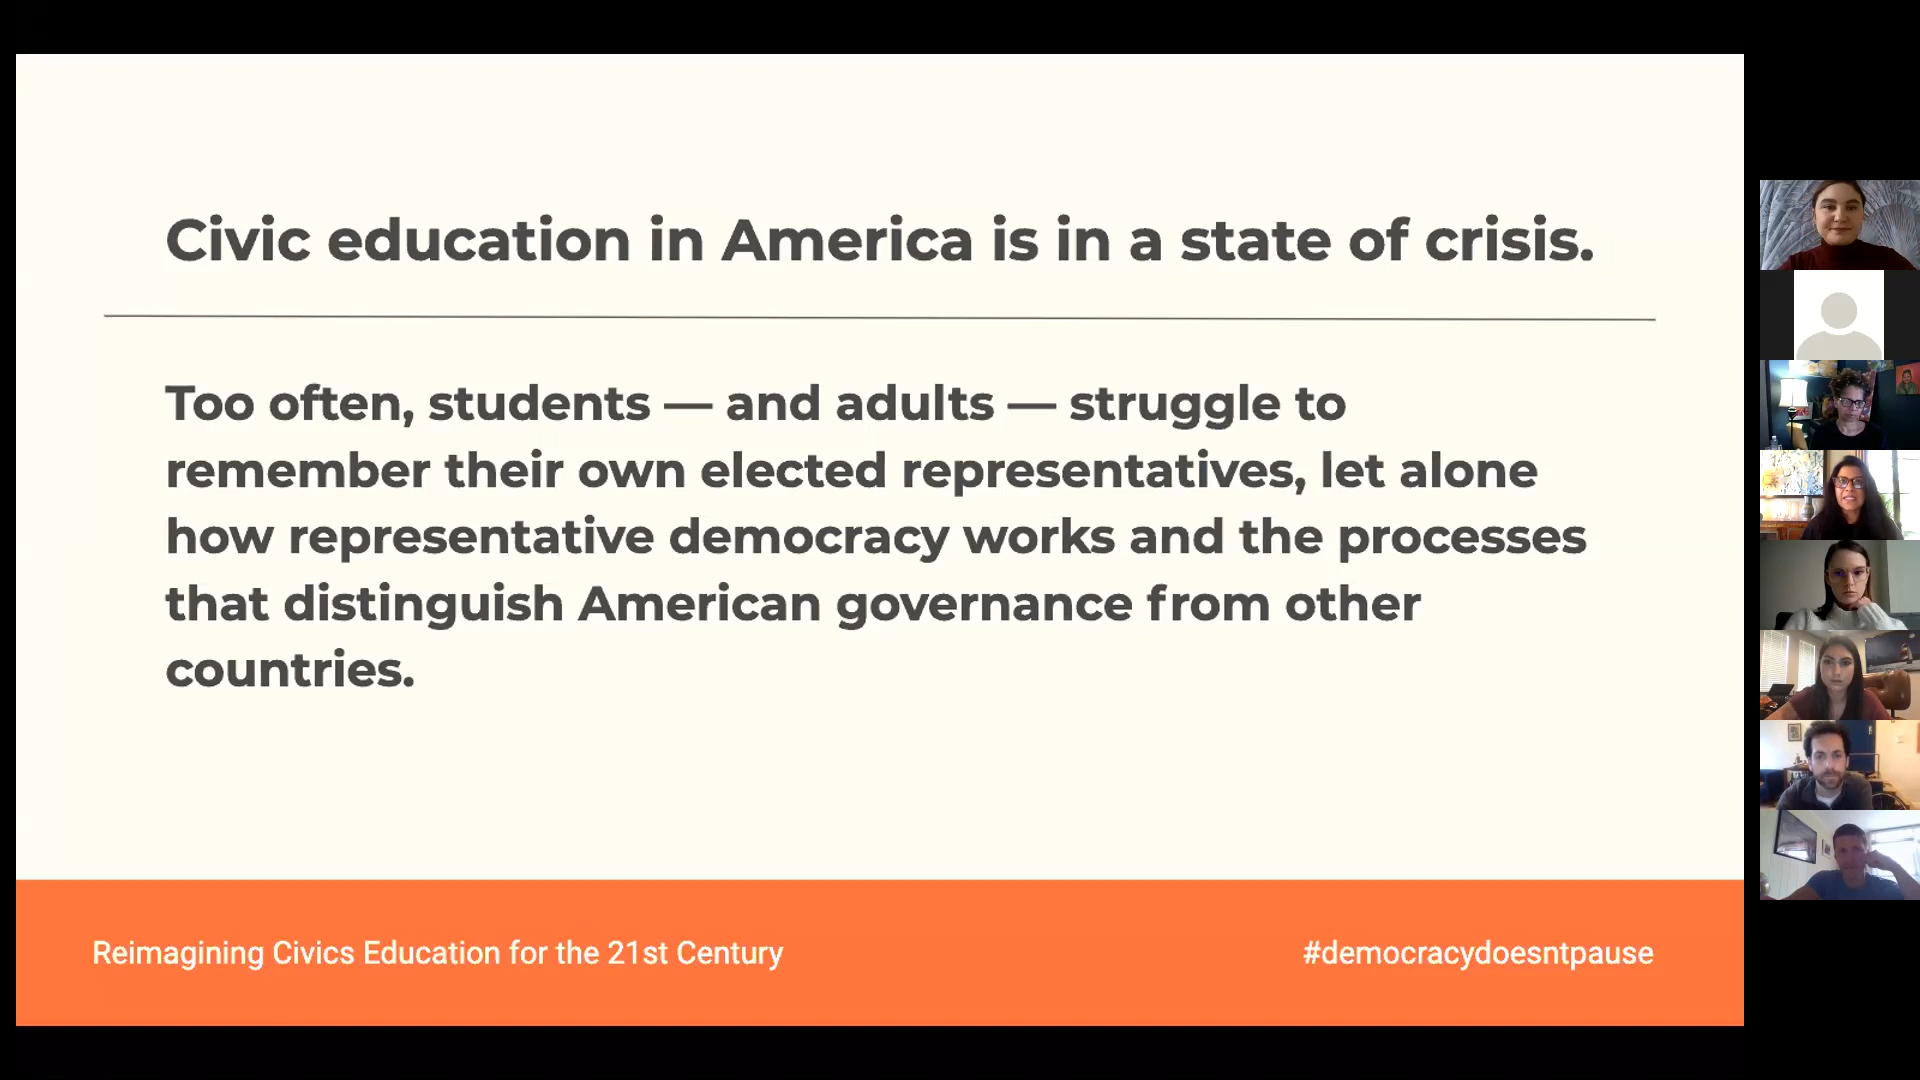 Civic education in America is in a state of crisis.
Too often, students — and adults — struggle to
remember their own elected representatives, let alone
how representative democracy works and the processes
that distinguish American governance from other
countries.
Reimagining Civics Education for the 21st Century
#democracydoesntpause